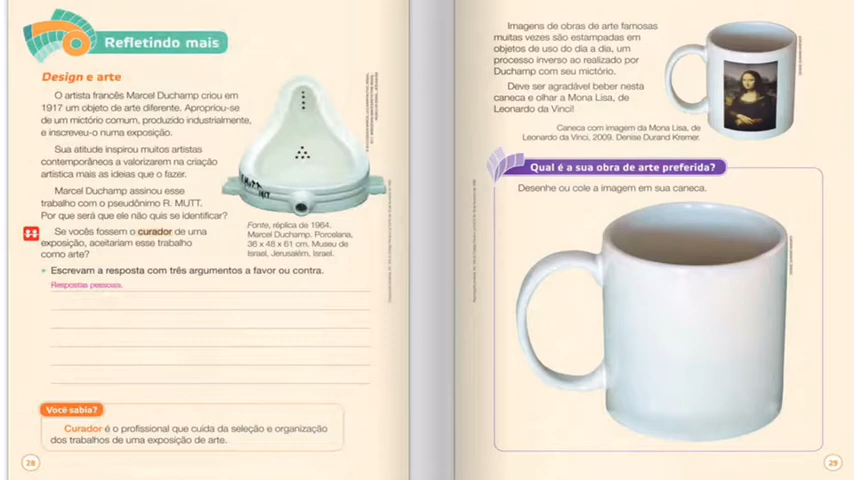 Refletindo mais
Design e arte
O artista francês Marcel Duchamp criou em
1917 um objeto de arte diferente. Apropriou-se
de um mictório comum, produzido industrialmente,
e inscreveu-o numa exposição.
Sua atitude inspirou muitos artistas
contemporâneos a valorizarem na criação
artística mais as ideias que o fazer.
Marcel Duchamp assinou esse
trabalho com o pseudônimo R. MUTT.
Por que será que ele não quis se identificar?
Se vocês fossem o curador de uma
exposição, aceitariam esse trabalho
como arte?
• Escrevam a resposta com três argumentos a favor ou contra.
Respostas pessoais.
Fonte, réplica de 1964.
Marcel Duchamp. Porcelana,
36 x 48 x 61 cm. Museu de
Israel, Jerusalém, Israel.
Você sabia?
Curador é o profissional que cuida da seleção e organização
dos trabalhos de uma exposição de arte.
28
Imagens de obras de arte famosas
muitas vezes são estampadas em
objetos de uso do dia a dia, um
processo inverso ao realizado por
Duchamp com seu mictório.
Deve ser agradável beber nesta
caneca e olhar a Mona Lisa, de
Leonardo da Vinci!
Caneca com imagem da Mona Lisa, de
Leonardo da Vinci, 2009. Denise Durand Kremer.
Qual é a sua obra de arte preferida?
Desenhe ou cole a imagem em sua caneca.
29